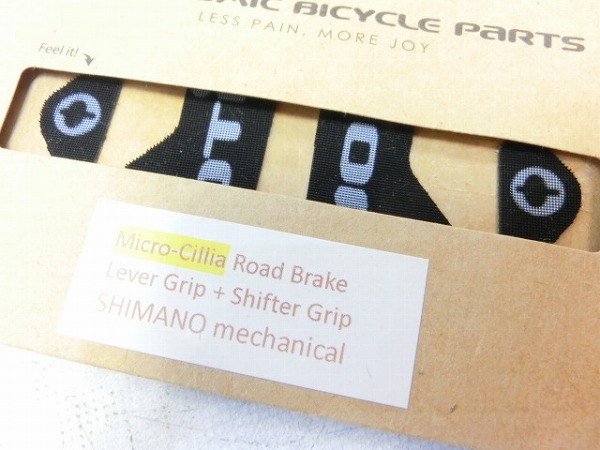 BICYCLE PARTS
LESS PAIN. MORE JOY
Feel it!
Micro-Cillia Road Brake
Lever Grip + Shifter Grip
SHIMANO mechanical